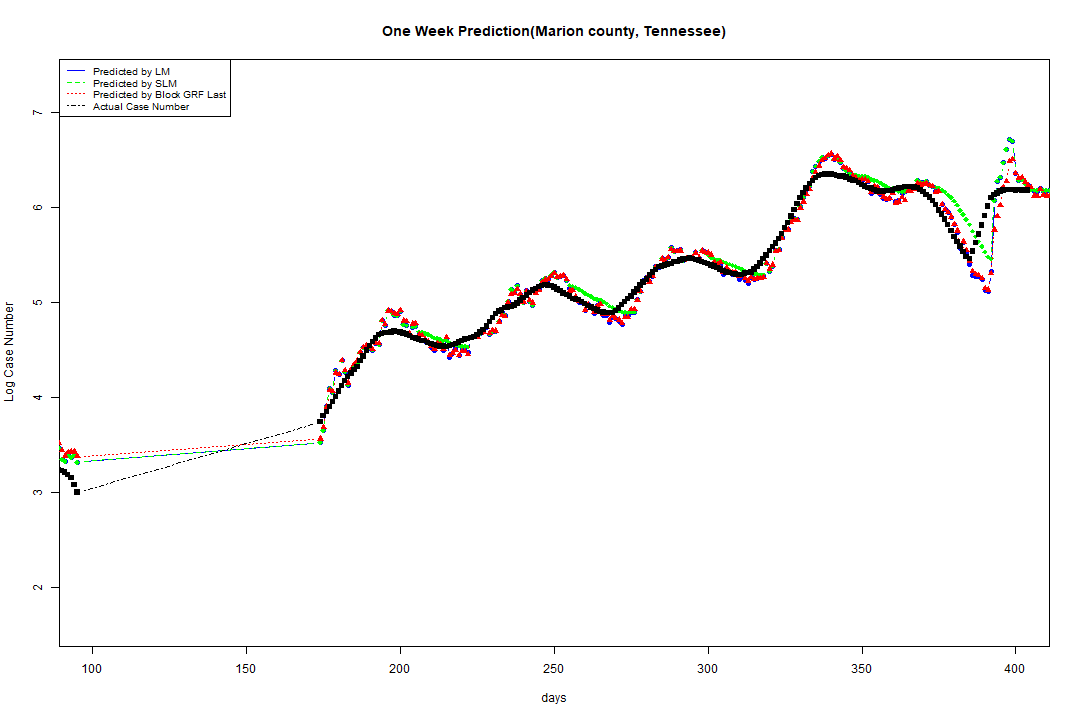 One Week Prediction(Marion county, Tennessee)
Predicted by LM
Predicted by SLM
Predicted by Block GRF Last
Actual Case Number
Log Case Number
7
6
5
4
3
2
100 150 200 250 300 350 400
days